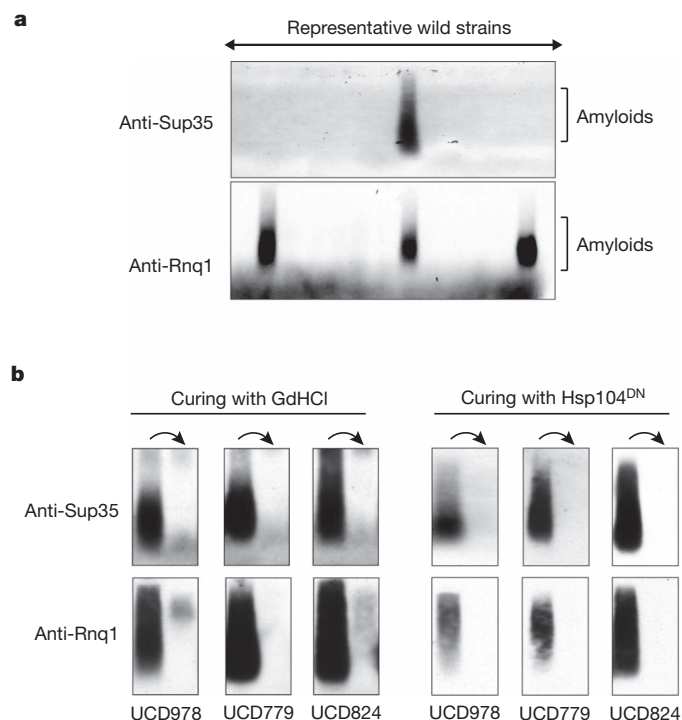 a
Representative wild strains
Anti-Sup35
Amyloids
Anti-Rnq1
Amyloids
b
Curing with GdHCl
Curing with Hsp104DN
Anti-Sup35
Anti-Rnq1
UCD978 UCD779 UCD824 UCD978 UCD779 UCD824